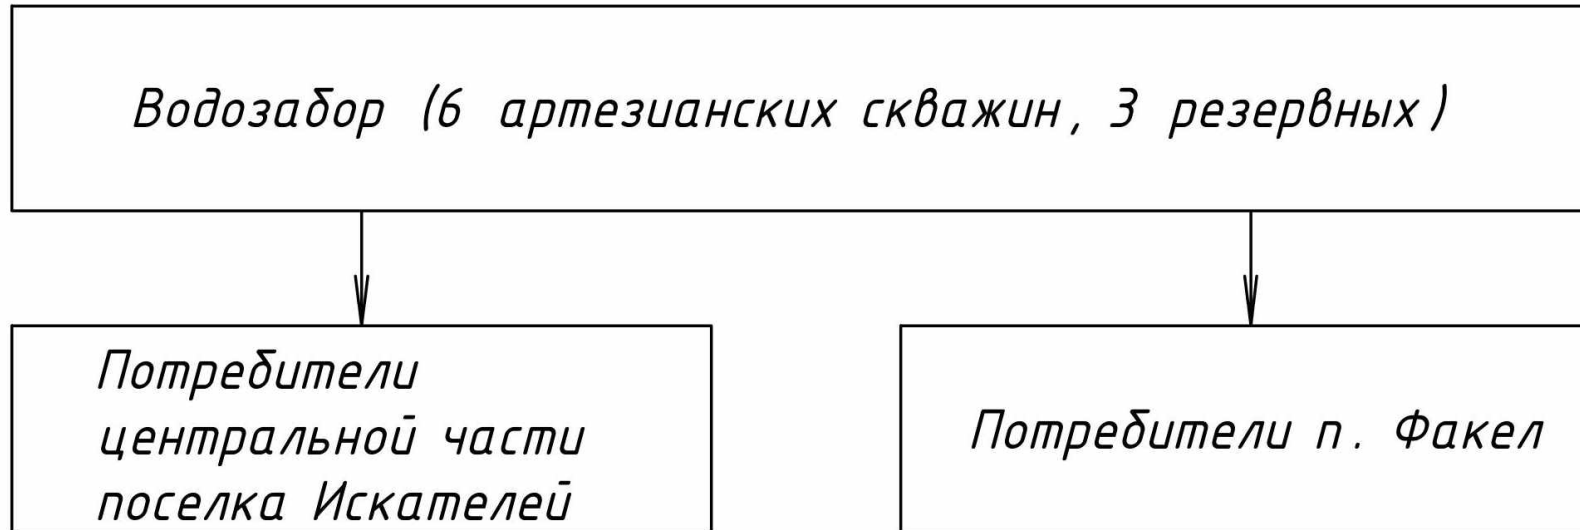 Водозабор (6 артезианских скважин, 3 резервных)
Потребители
центральной части
поселка Искателей
Потребители п. Факел